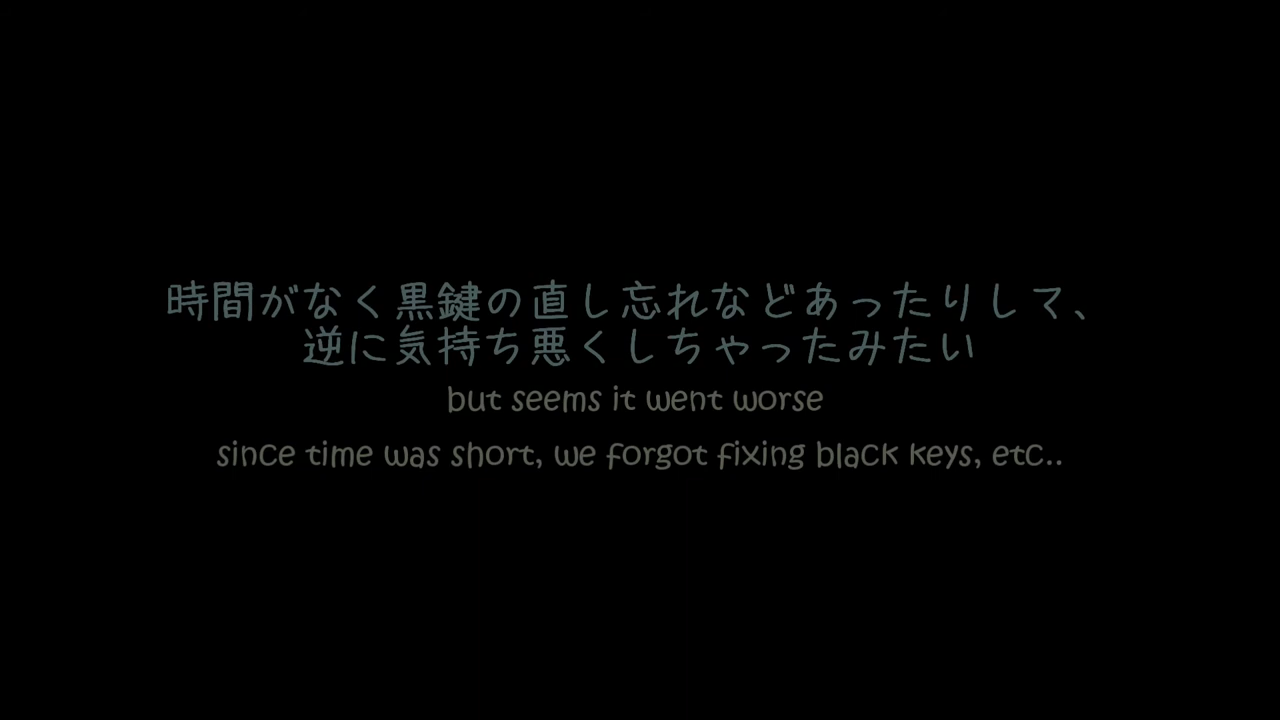 時間がなく黒鍵の直し忘れなどあったりして、
逆に気持ち悪くしちゃったみたい
but seems it went worse
since time was short, we forgot fixing black keys, etc..